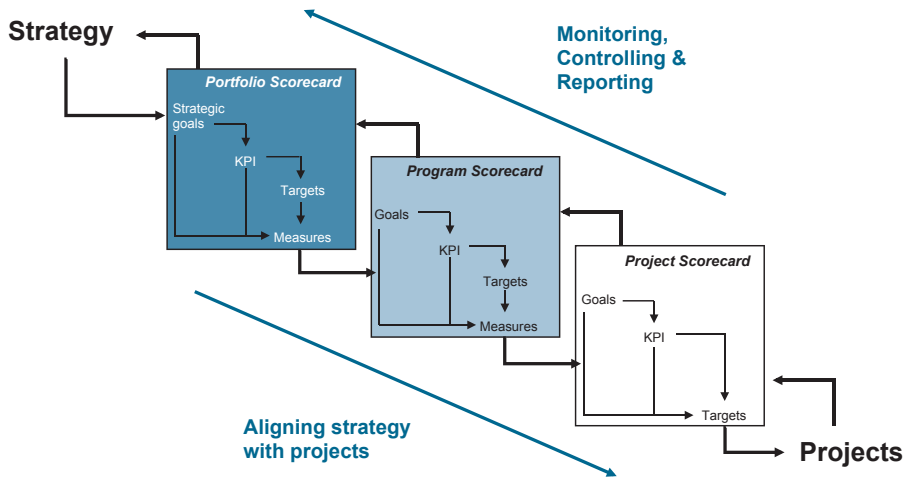 Strategy
Monitoring,
Controlling &
Reporting
Portfolio Scorecard
Strategic
goals
KPI
Targets
Measures
Program Scorecard
Goals
KPI
Targets
Measures
Project Scorecard
Goals
KPI
Targets
Aligning strategy
with projects
Projects